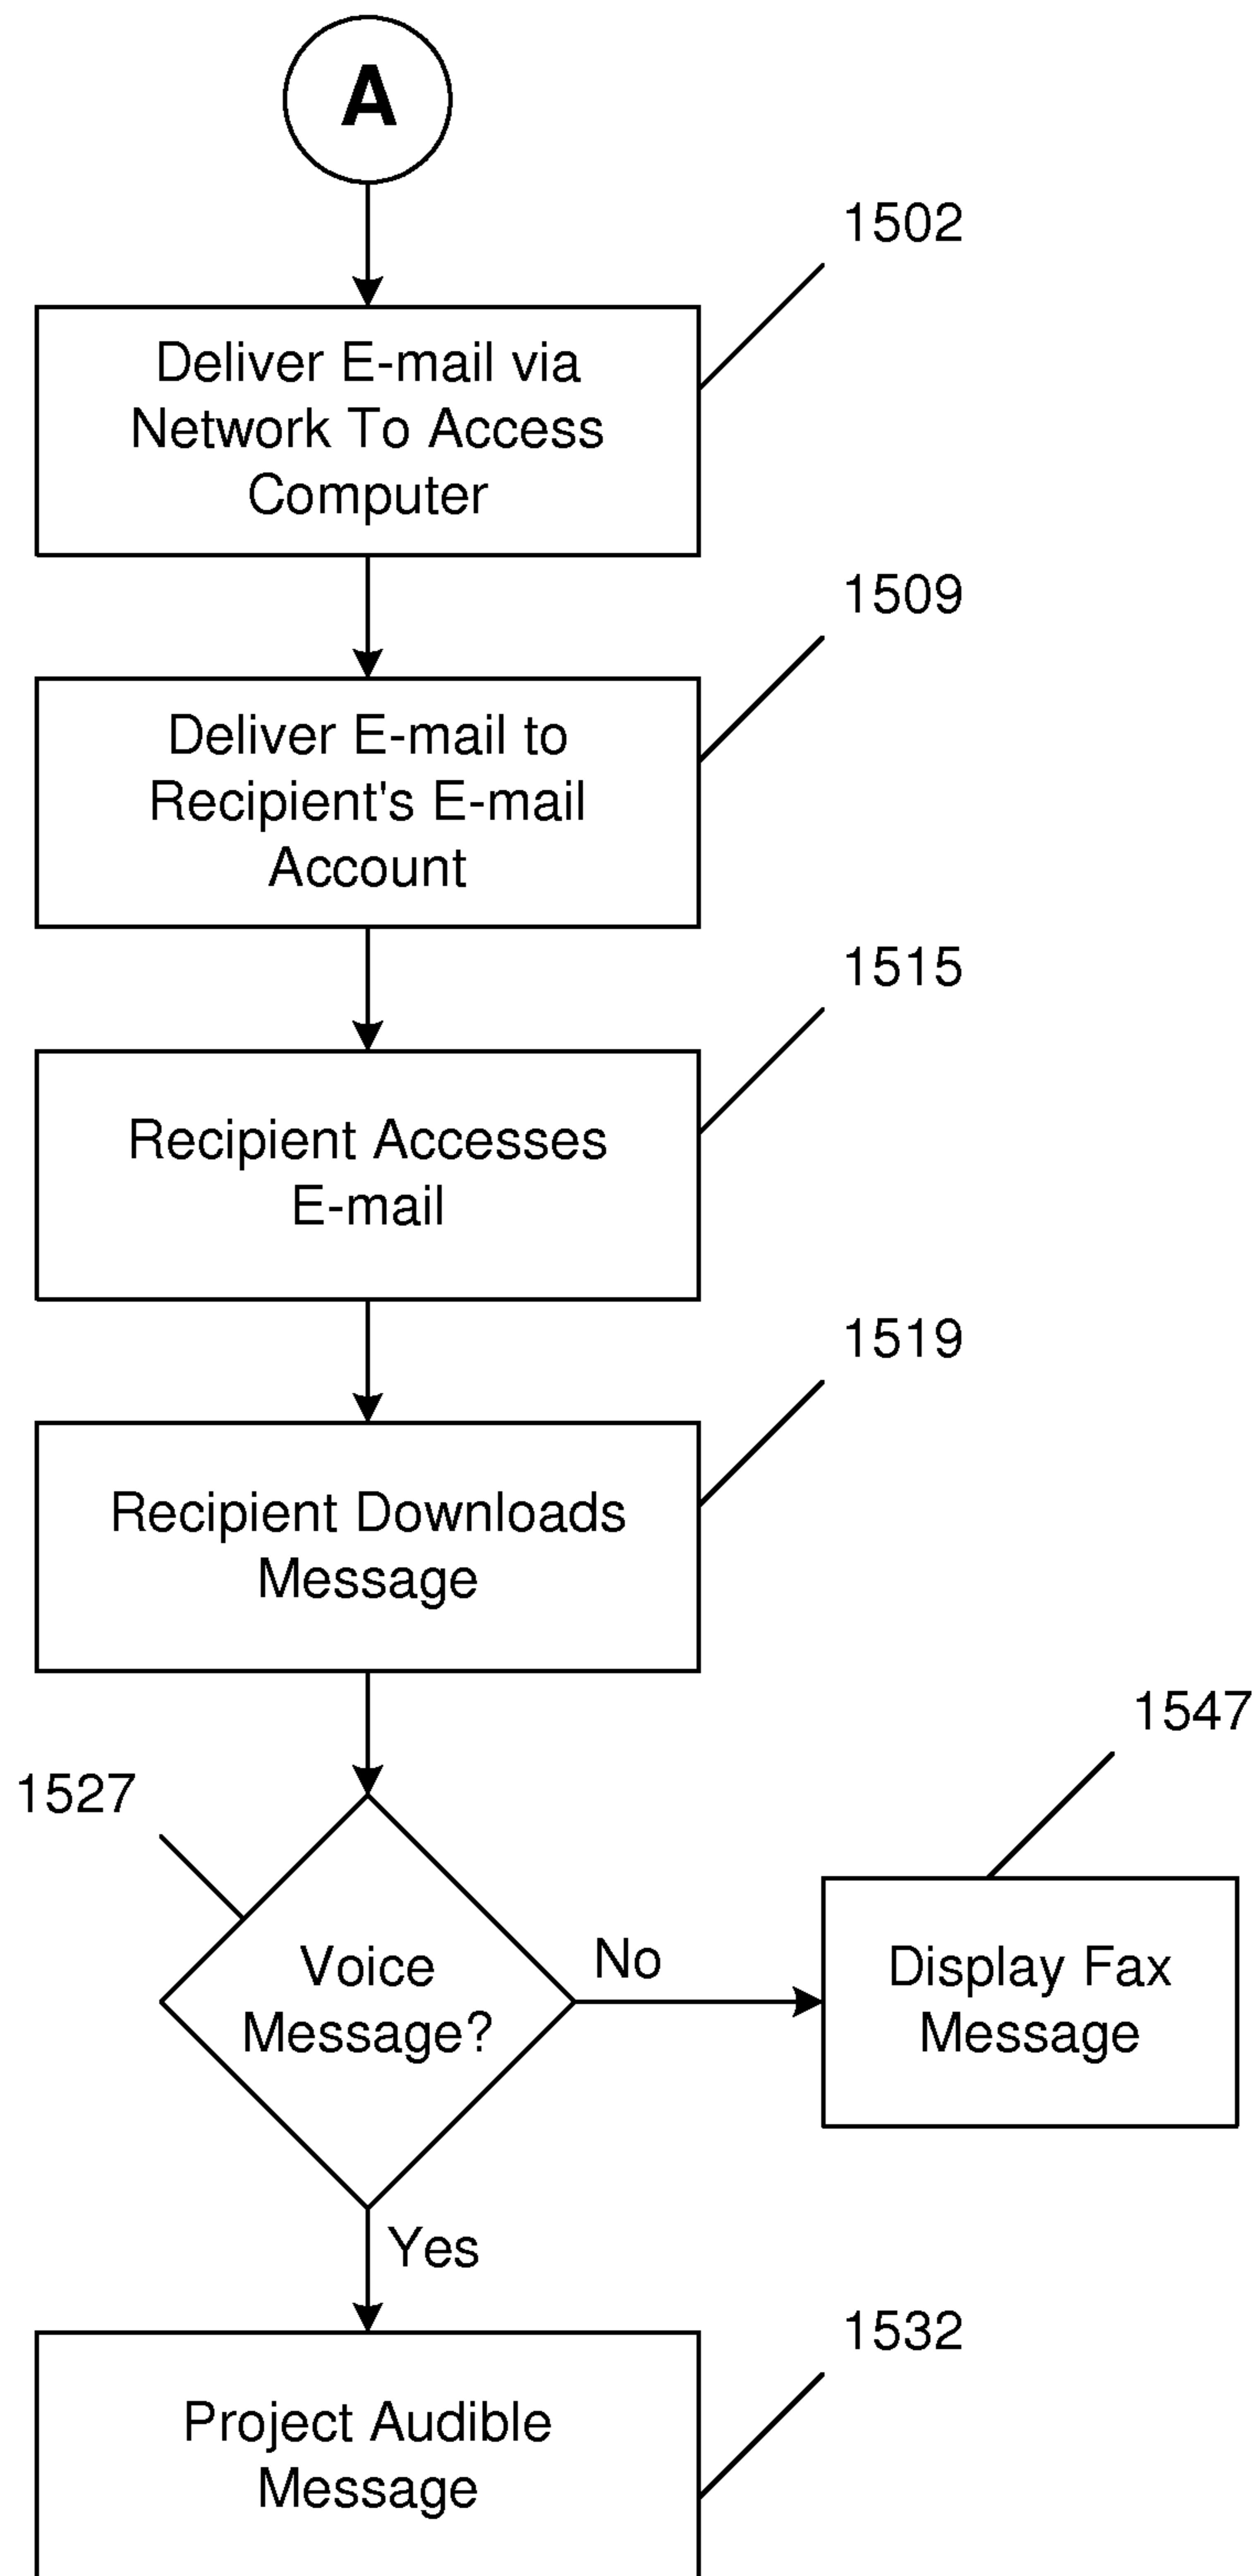 A
1502
Deliver E-mail via
Network To Access
Computer
1509
Deliver E-mail to
Recipient's E-mail
Account
1515
Recipient Accesses
E-mail
1519
Recipient Downloads
Message
1547
1527
Voice
Message?
No
Display Fax
Message
Yes
1532
Project Audible
Message